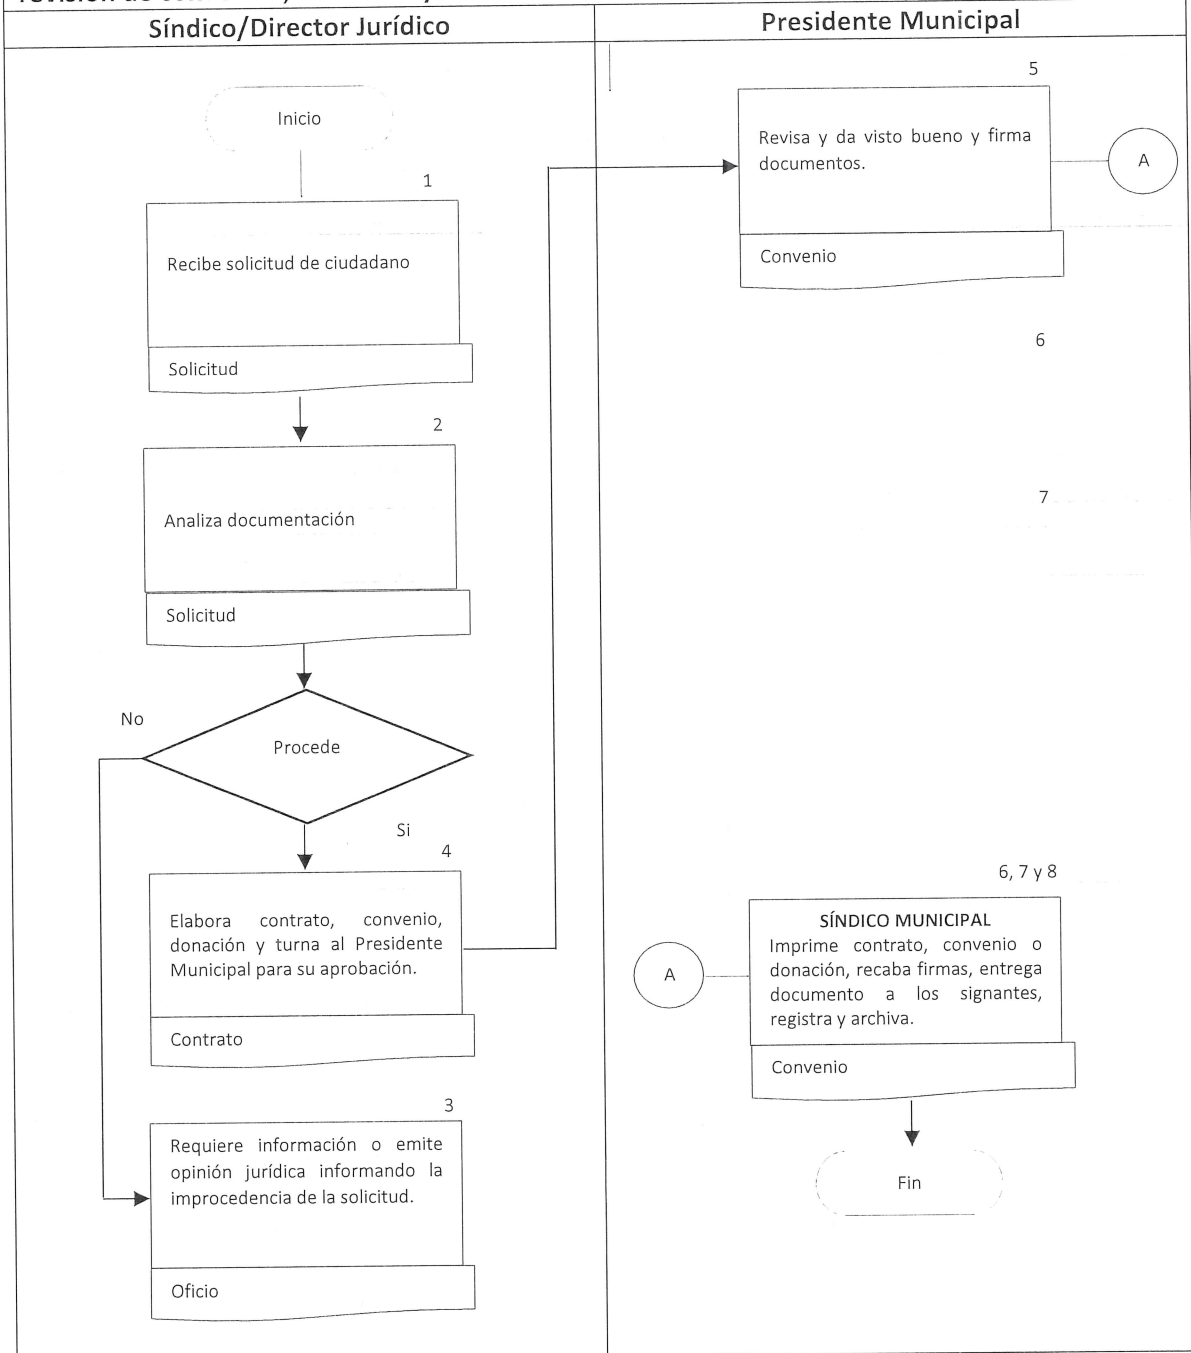 Síndico/Director Jurídico
Presidente Municipal
Inicio
1
Recibe solicitud de ciudadano
Solicitud
2
Analiza documentación
Solicitud
No
Procede
Si
4
Elabora contrato, convenio,
donación y turna al Presidente
Municipal para su aprobación.
Contrato
3
Requiere información o emite
opinión jurídica informando la
improcedencia de la solicitud.
Oficio
5
Revisa y da visto bueno y firma
documentos.
A
Convenio
6
7
6, 7 y 8
SÍNDICO MUNICIPAL
Imprime contrato, convenio o
donación, recaba firmas, entrega
documento a los signantes,
registra y archiva.
A
Convenio
Fin